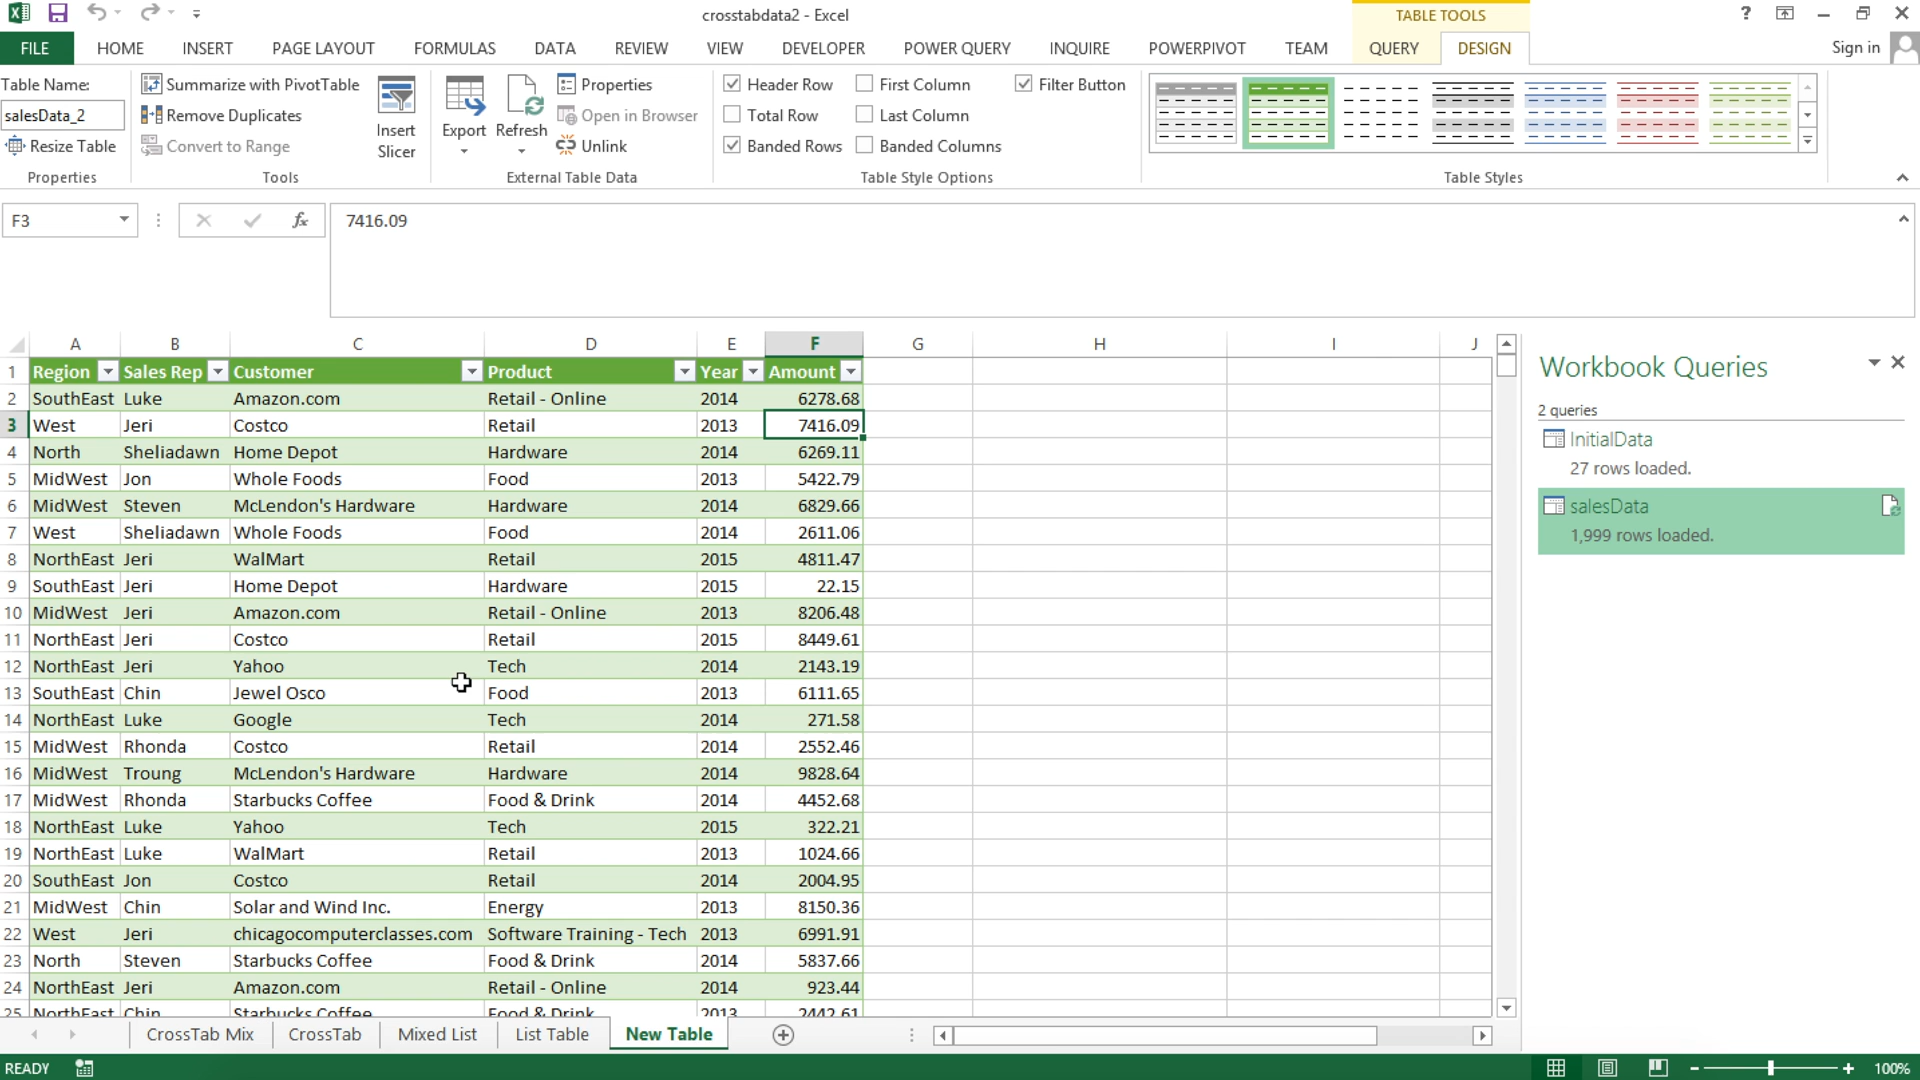 crosstabdata2 - Excel
TABLE TOOLS
?
FILE HOME INSERT PAGE LAYOUT FORMULAS DATA REVIEW VIEW DEVELOPER POWER QUERY INQUIRE POWERPIVOT TEAM QUERY DESIGN Sign in
Table Name:
salesData_2
Resize Table
Properties
Summarize with PivotTable
Remove Duplicates
Convert to Range
Insert
Slicer
Tools
Export
Refresh
Properties
Open in Browser
Unlink
External Table Data
Header Row
Total Row
Banded Rows
First Column
Last Column
Banded Columns
Filter Button
Table Style Options
Table Styles
F3
fx
7416.09
A B C D E F G H I J
1 Region Sales Rep Customer Product Year Amount
2 SouthEast Luke Amazon.com Retail - Online 2014 6278.68
3 West Jeri Costco Retail 2013 7416.09
4 North Sheliadawn Home Depot Hardware 2014 6269.11
5 MidWest Jon Whole Foods Food 2013 5422.79
6 MidWest Steven McLendon's Hardware Hardware 2014 6829.66
7 West Sheliadawn Whole Foods Food 2014 2611.06
8 NorthEast Jeri WalMart Retail 2015 4811.47
9 SouthEast Jeri Home Depot Hardware 2015 22.15
10 MidWest Jeri Amazon.com Retail - Online 2013 8206.48
11 NorthEast Jeri Costco Retail 2015 8449.61
12 NorthEast Jeri Yahoo Tech 2014 2143.19
13 SouthEast Chin Jewel Osco Food 2013 6111.65
14 NorthEast Luke Google Tech 2014 271.58
15 MidWest Rhonda Costco Retail 2014 2552.46
16 MidWest Troung McLendon's Hardware Hardware 2014 9828.64
17 MidWest Rhonda Starbucks Coffee Food & Drink 2014 4452.68
18 NorthEast Luke Yahoo Tech 2015 322.21
19 NorthEast Luke WalMart Retail 2013 1024.66
20 SouthEast Jon Costco Retail 2014 2004.95
21 MidWest Chin Solar and Wind Inc. Energy 2013 8150.36
22 West Jeri chicagocomputerclasses.com Software Training - Tech 2013 6991.91
23 North Steven Starbucks Coffee Food & Drink 2014 5837.66
24 NorthEast Jeri Amazon.com Retail - Online 2014 923.44
25 NorthEast Chin Starbucks Coffee Food & Drink 2013 2442.61
Workbook Queries
2 queries
InitialData
27 rows loaded.
salesData
1,999 rows loaded.
CrossTab Mix CrossTab Mixed List List Table New Table
READY
100%